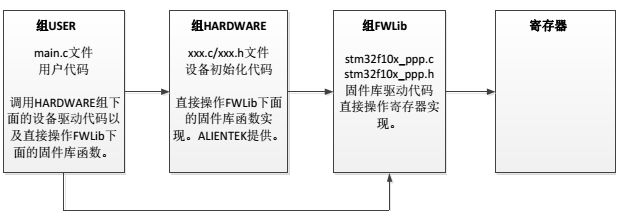 组USER
main.c文件
用户代码
调用HARDWARE组下
面的设备驱动代码以
及直接操作FWLib下
面的固件库函数。
组HARDWARE
xxx.c/xxx.h文件
设备初始化代码
直接操作FWLib下面
的固件库函数实
现。ALIENTEK提供。
组FWLib
stm32f10x_ppp.c
stm32f10x_ppp.h
固件库驱动代码
直接操作寄存器实
现。
寄存器